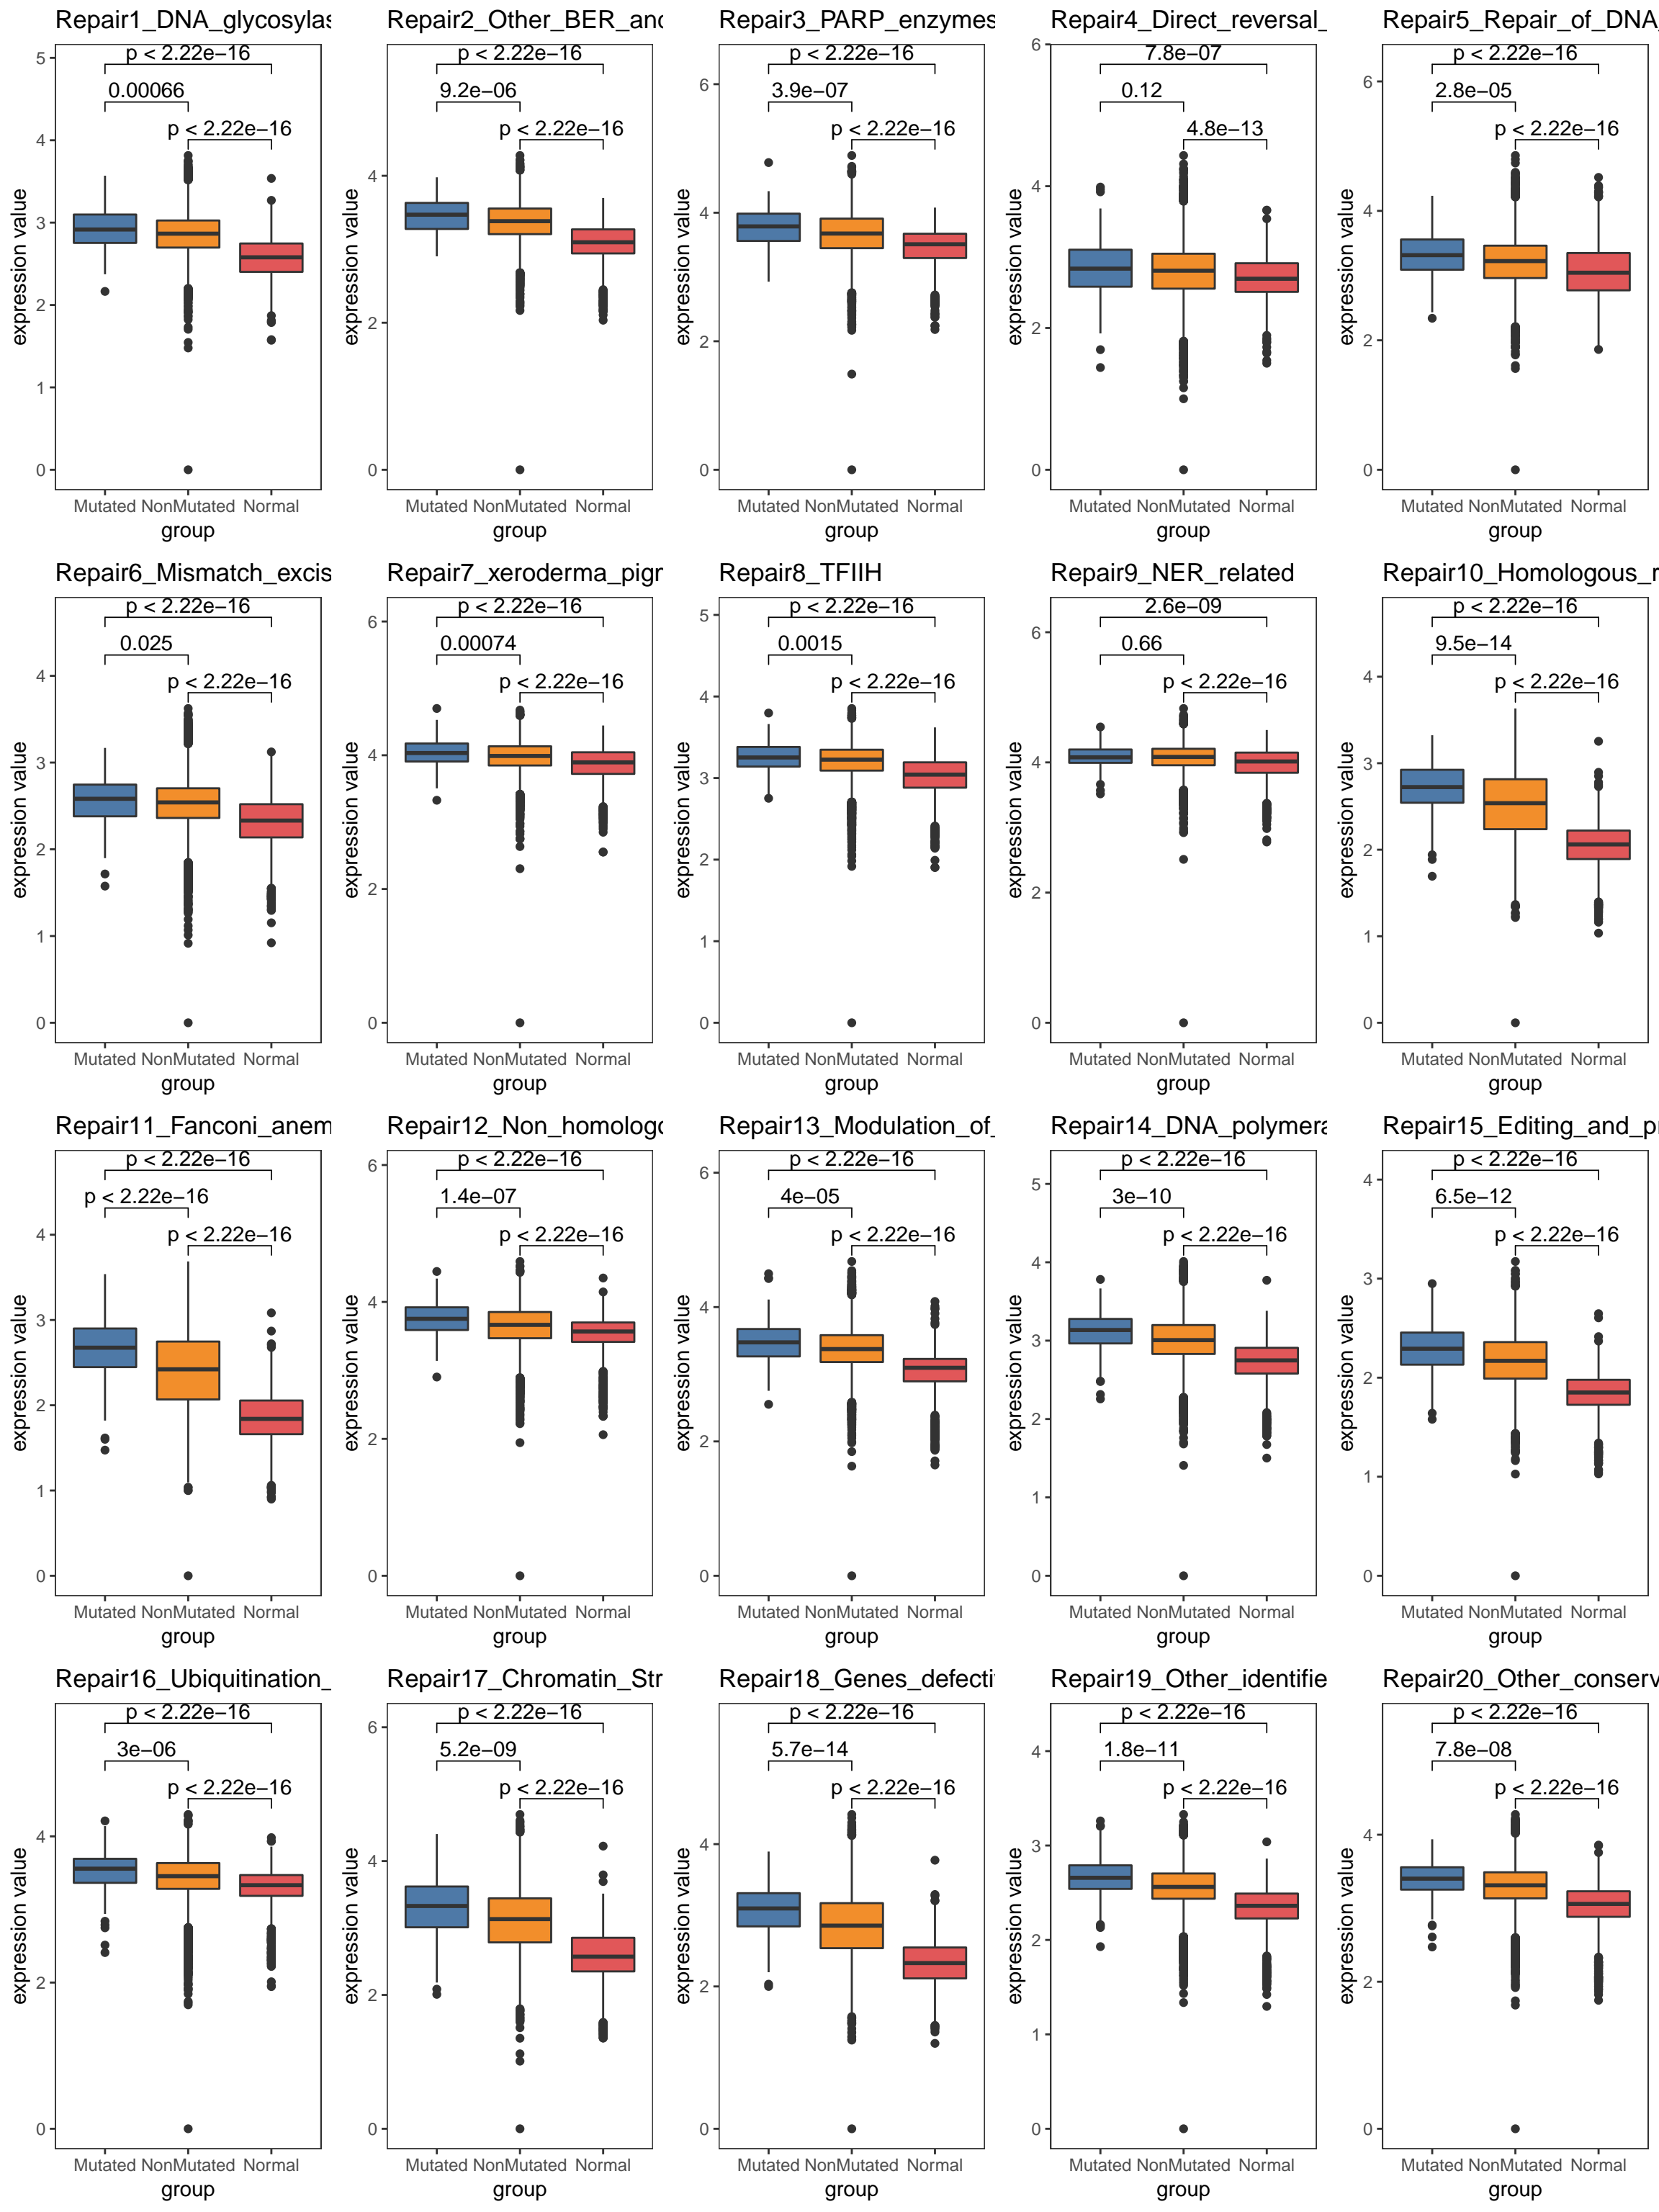 Repair1_DNA_glycosylas
Repair2_Other_BER_and
Repair3_PARP_enzymes
Repair4_Direct_reversal_
Repair5_Repair_of_DNA_
p < 2.22e−16
0.00066
p < 2.22e−16
5
4
3
2
1
0
expression value
Mutated NonMutated Normal
group
p < 2.22e−16
9.2e−06
p < 2.22e−16
4
2
0
expression value
Mutated NonMutated Normal
group
p < 2.22e−16
3.9e−07
p < 2.22e−16
6
4
2
0
expression value
Mutated NonMutated Normal
group
7.8e−07
0.12
4.8e−13
6
4
2
0
expression value
Mutated NonMutated Normal
group
p < 2.22e−16
2.8e−05
p < 2.22e−16
6
4
2
0
expression value
Mutated NonMutated Normal
group
Repair6_Mismatch_excis
Repair7_xeroderma_pigr
Repair8_TFIIH
Repair9_NER_related
Repair10_Homologous_r
p < 2.22e−16
0.025
p < 2.22e−16
4
3
2
1
0
expression value
Mutated NonMutated Normal
group
p < 2.22e−16
0.00074
p < 2.22e−16
6
4
2
0
expression value
Mutated NonMutated Normal
group
p < 2.22e−16
0.0015
p < 2.22e−16
5
4
3
2
1
0
expression value
Mutated NonMutated Normal
group
2.6e−09
0.66
p < 2.22e−16
6
4
2
0
expression value
Mutated NonMutated Normal
group
p < 2.22e−16
9.5e−14
p < 2.22e−16
4
3
2
1
0
expression value
Mutated NonMutated Normal
group
Repair11_Fanconi_anem
Repair12_Non_homologo
Repair13_Modulation_of_
Repair14_DNA_polymera
Repair15_Editing_and_pr
p < 2.22e−16
p < 2.22e−16
p < 2.22e−16
4
3
2
1
0
expression value
Mutated NonMutated Normal
group
p < 2.22e−16
1.4e−07
p < 2.22e−16
6
4
2
0
expression value
Mutated NonMutated Normal
group
p < 2.22e−16
4e−05
p < 2.22e−16
6
4
2
0
expression value
Mutated NonMutated Normal
group
p < 2.22e−16
3e−10
p < 2.22e−16
5
4
3
2
1
0
expression value
Mutated NonMutated Normal
group
p < 2.22e−16
6.5e−12
p < 2.22e−16
4
3
2
1
0
expression value
Mutated NonMutated Normal
group
Repair16_Ubiquitination_
Repair17_Chromatin_Str
Repair18_Genes_defecti
Repair19_Other_identifie
Repair20_Other_conserv
p < 2.22e−16
3e−06
p < 2.22e−16
4
2
0
expression value
Mutated NonMutated Normal
group
p < 2.22e−16
5.2e−09
p < 2.22e−16
6
4
2
0
expression value
Mutated NonMutated Normal
group
p < 2.22e−16
5.7e−14
p < 2.22e−16
4
2
0
expression value
Mutated NonMutated Normal
group
p < 2.22e−16
1.8e−11
p < 2.22e−16
4
3
2
1
0
expression value
Mutated NonMutated Normal
group
p < 2.22e−16
7.8e−08
p < 2.22e−16
4
2
0
expression value
Mutated NonMutated Normal
group